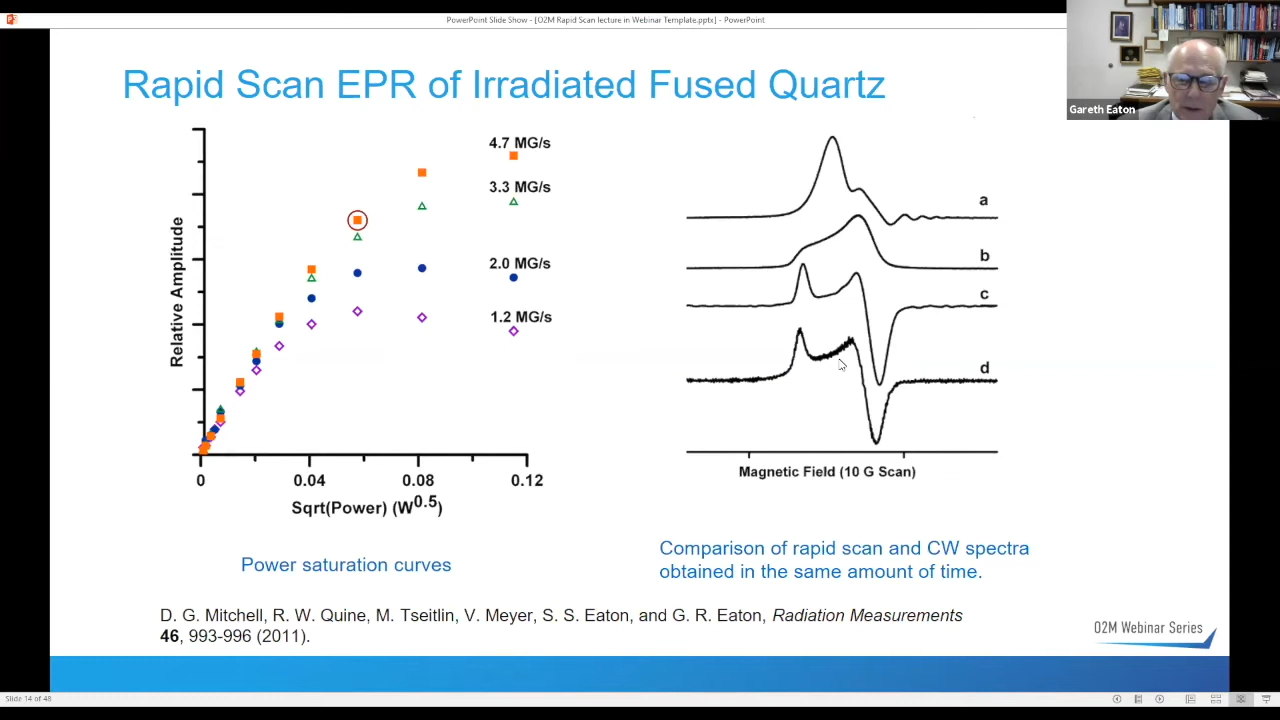 PowerPoint Slide Show - [O2M Rapid Scan lecture in Webinar Template.pptx] - PowerPoint
Gareth Eaton
Rapid Scan EPR of Irradiated Fused Quartz
4.7 MG/s
3.3 MG/s
2.0 MG/s
1.2 MG/s
Relative Amplitude
0 0.04 0.08 0.12
Sqrt(Power) (W^0.5)
a
b
c
d
Magnetic Field (10 G Scan)
Power saturation curves
Comparison of rapid scan and CW spectra
obtained in the same amount of time.
D. G. Mitchell, R. W. Quine, M. Tseitlin, V. Meyer, S. S. Eaton, and G. R. Eaton, Radiation Measurements
46, 993-996 (2011).
O2M Webinar Series
Slide 14 of 48